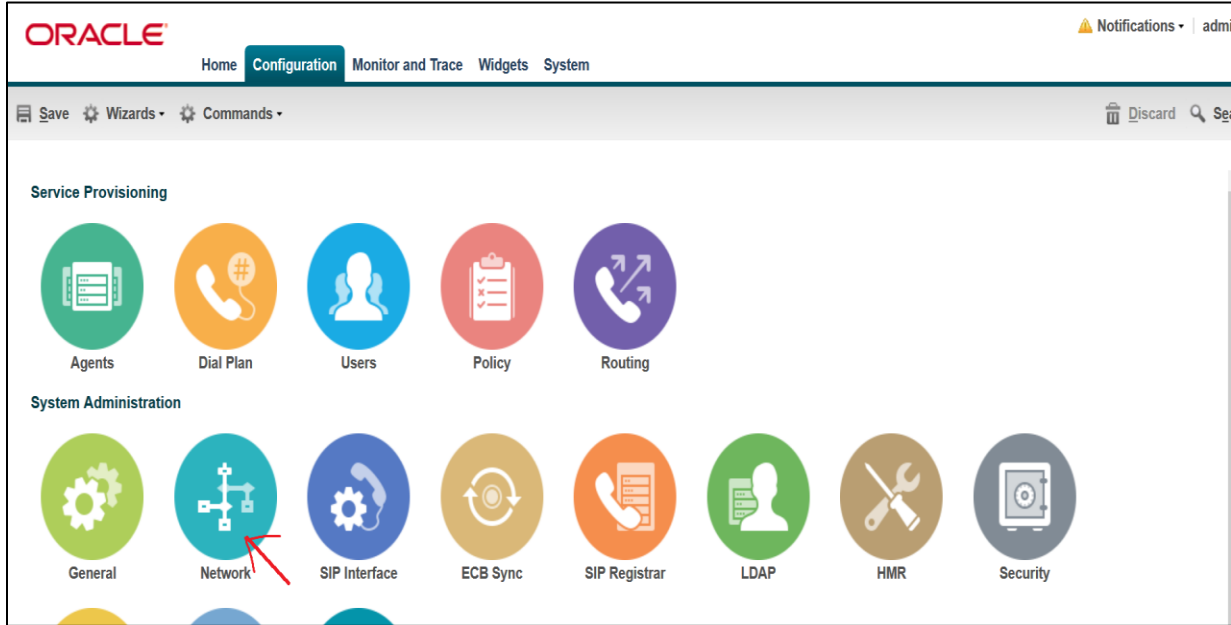 ORACLE
Notifications
Home Configuration Monitor and Trace Widgets System
Save Wizards Commands Discard
Service Provisioning
#
Agents Dial Plan Users Policy Routing
System Administration
General Network SIP Interface ECB Sync SIP Registrar LDAP HMR Security